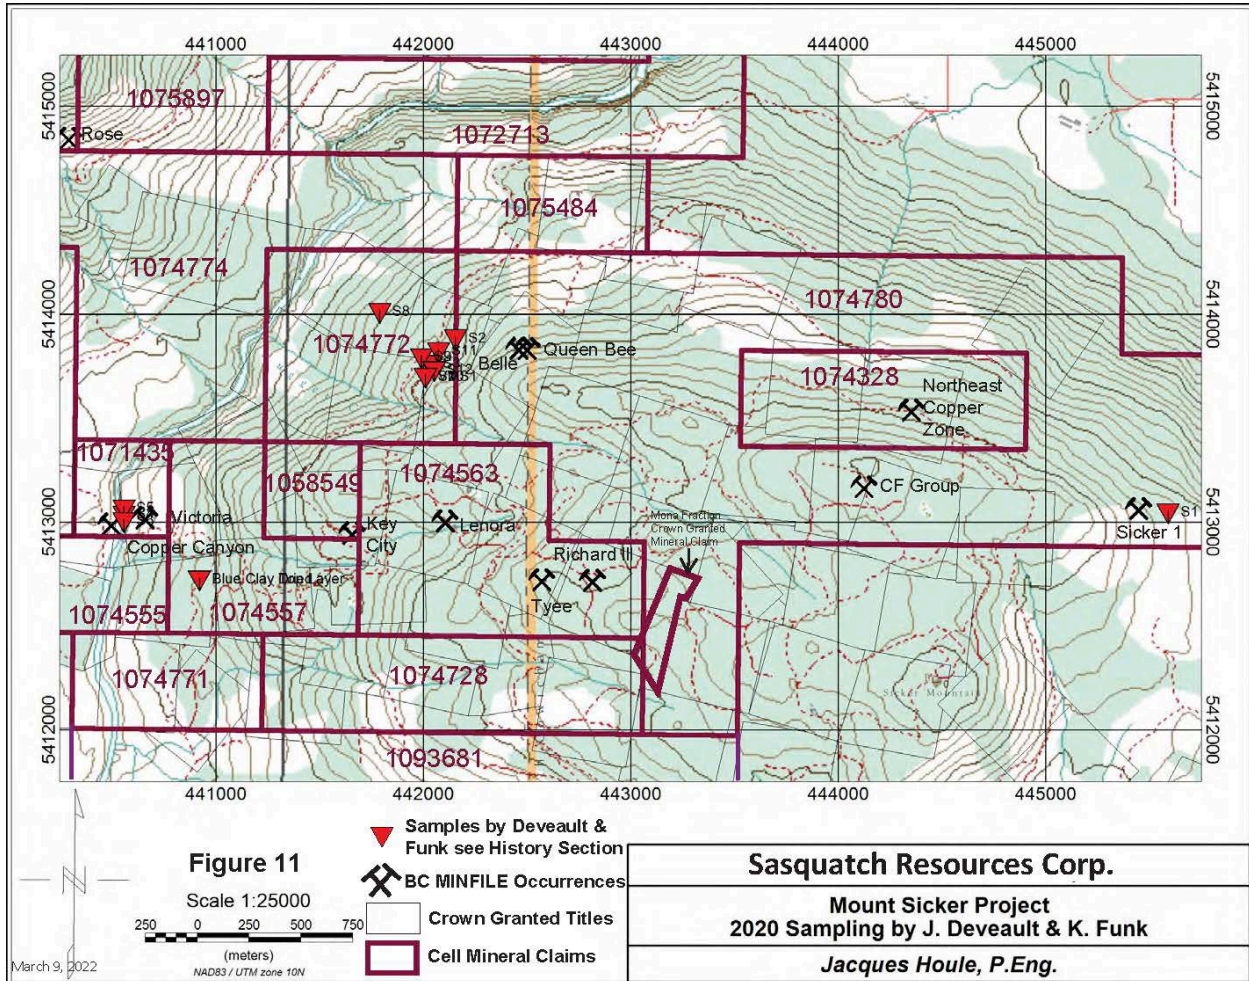 441000 442000 443000 444000 445000
5415000
5415000
1075897
Rose
1072713
1075484
1074774
1074780
5414000
5414000
S8
1074772
S2
S11
Belle
Queen Bee
1074328
Northeast
Copper
Zone
1071435
1058549
1074563
CF Group
5413000
5413000
Victoria
Key
City
Lenora
Mona Fraction
Crown Granted
Mineral Claim
S1
Sicker 1
Copper Canyon
Richard III
Blue Clay
Layer
Tyee
1074555
1074557
1074771
1074728
Sicker Mountain
5412000
5412000
1093681
441000 442000 443000 444000 445000
N
Figure 11
Scale 1:25000
250 0 250 500 750
(meters)
NAD83 / UTM zone 10N
March 9, 2022
Samples by Deveault &
Funk see History Section
BC MINFILE Occurrences
Crown Granted Titles
Cell Mineral Claims
Sasquatch Resources Corp.
Mount Sicker Project
2020 Sampling by J. Deveault & K. Funk
Jacques Houle, P.Eng.